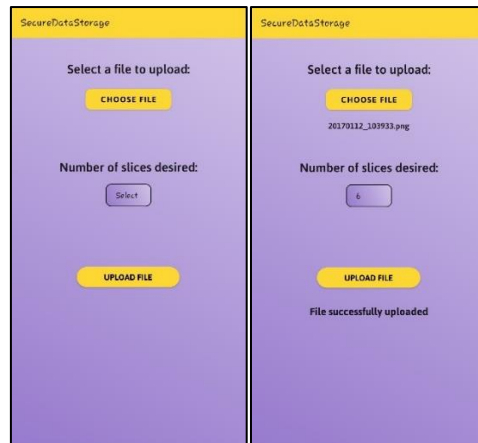 SecureDataStorage
Select a file to upload:
CHOOSE FILE
Number of slices desired:
Select
UPLOAD FILE
SecureDataStorage
Select a file to upload:
CHOOSE FILE
20170112_103933.png
Number of slices desired:
6
UPLOAD FILE
File successfully uploaded